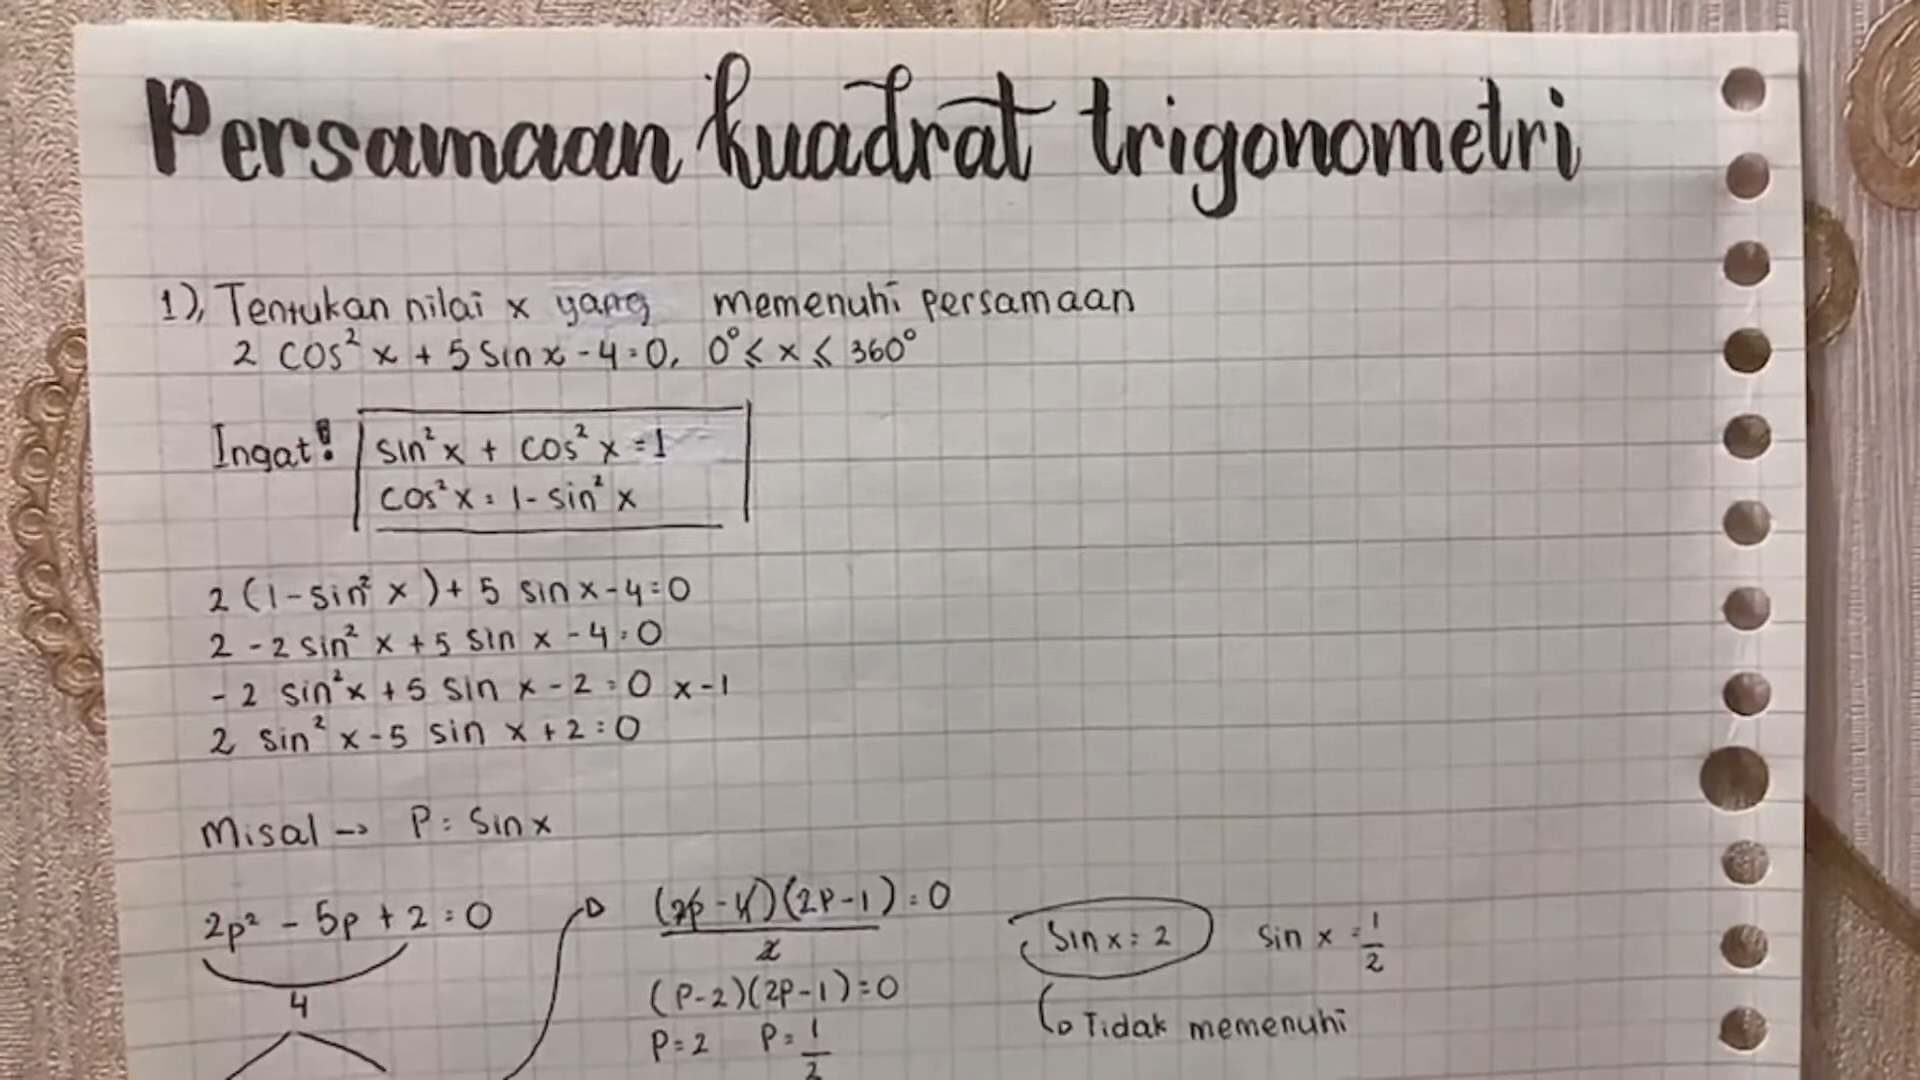 Persamaan kuadrat trigonometri
1), Tentukan nilai x yang memenuhi persamaan
2 cos² x + 5 sin x - 4 = 0, 0° ≤ x ≤ 360°
Ingat!
sin² x + cos² x = 1
cos² x = 1 - sin² x
2 (1 - sin² x) + 5 sin x - 4 = 0
2 - 2 sin² x + 5 sin x - 4 = 0
- 2 sin² x + 5 sin x - 2 = 0 x - 1
2 sin² x - 5 sin x + 2 = 0
Misal → P = sin x
2p² - 5p + 2 = 0
4
(2p - 4)(2p - 1) = 0
2
(P - 2)(2P - 1) = 0
P = 2 P = 1/2
Sin x = 2 sin x = 1/2
Tidak memenuhi